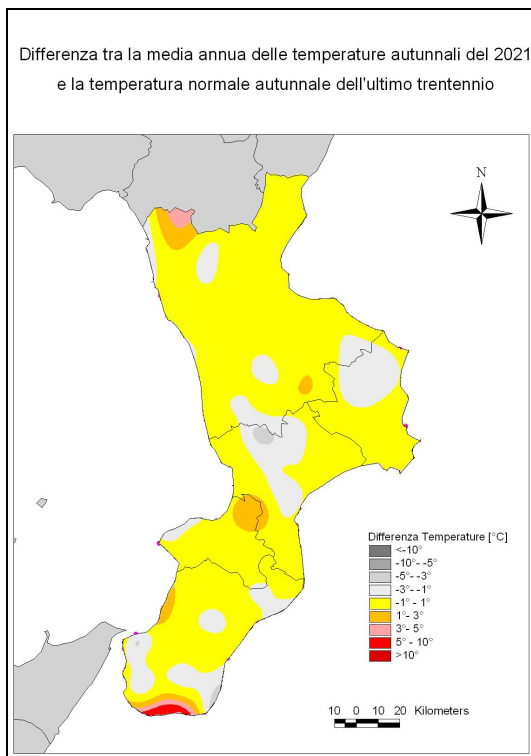 Differenza tra la media annua delle temperature autunnali del 2021
e la temperatura normale autunnale dell'ultimo trentennio
N
Differenza Temperature [°C]
<-10°
-10°- -5°
-5°- -3°
-3°- -1°
-1°- 1°
1°- 3°
3°- 5°
5° - 10°
>10°
10 0 10 20 Kilometers